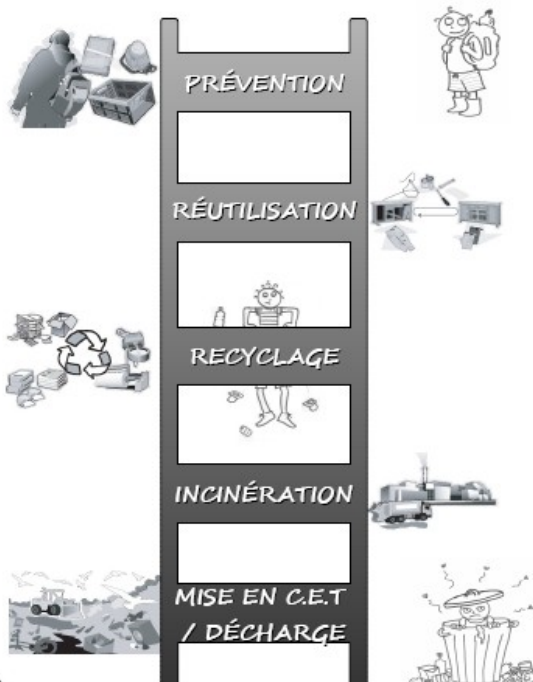 PRÉVENTION
RÉUTILISATION
RECYCLAGE
INCINÉRATION
MISE EN C.E.T
/ DÉCHARGE